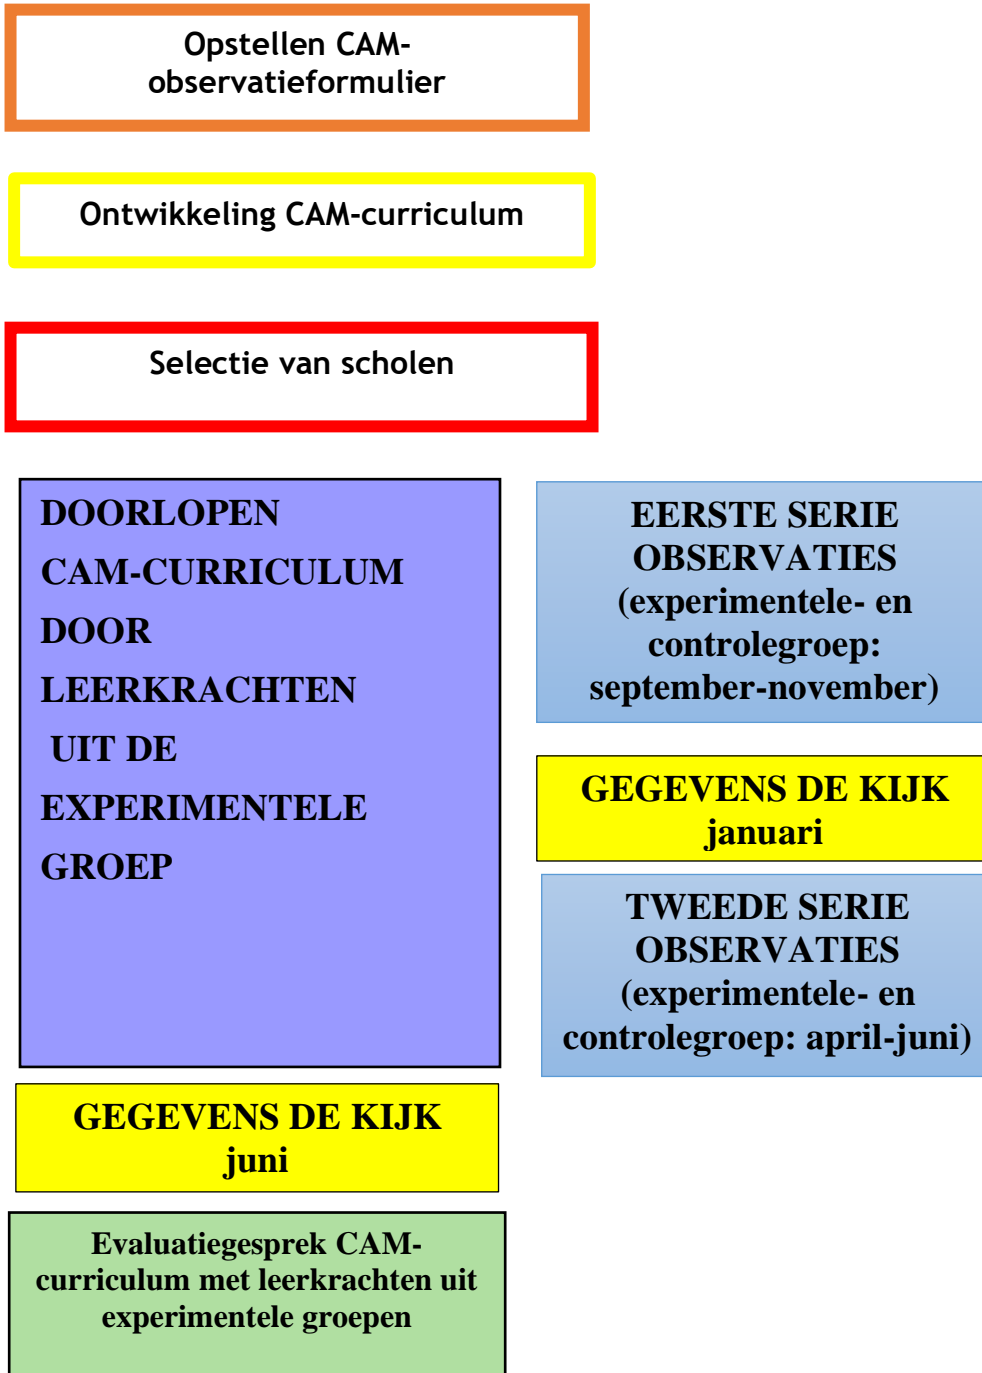 Opstellen CAM-
observatieformulier
Ontwikkeling CAM-curriculum
Selectie van scholen
DOORLOPEN
CAM-CURRICULUM
DOOR
LEERKRACHTEN
UIT DE
EXPERIMENTELE
GROEP
EERSTE SERIE
OBSERVATIES
(experimentele- en
controlegroep:
september-november)
GEGEVENS DE KIJK
januari
TWEEDE SERIE
OBSERVATIES
(experimentele- en
controlegroep: april-juni)
GEGEVENS DE KIJK
juni
Evaluatiegesprek CAM-
curriculum met leerkrachten uit
experimentele groepen